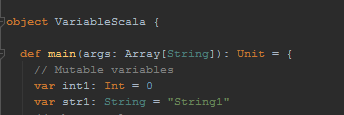 object VariableScala {
def main(args: Array[String]): Unit = {
// Mutable variables
var int1: Int = 0
var str1: String = "String1"